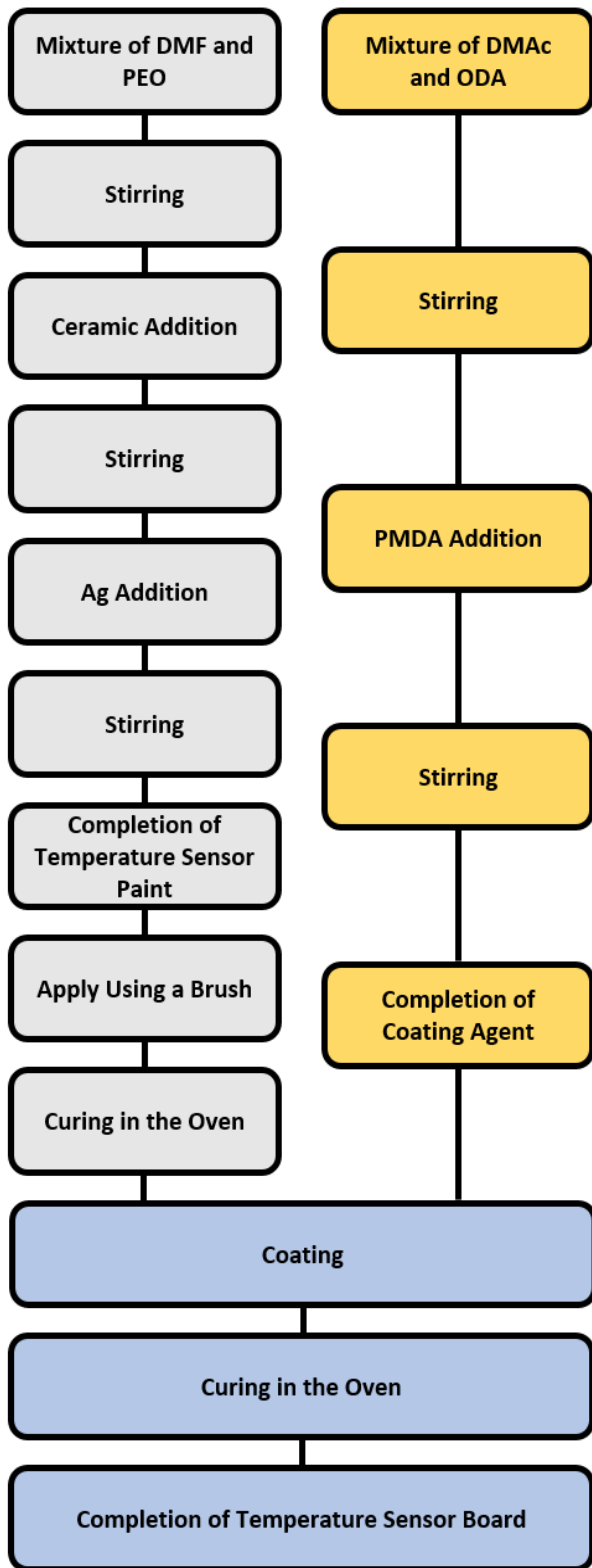 Mixture of DMF and
PEO
Stirring
Ceramic Addition
Stirring
Ag Addition
Stirring
Completion of
Temperature Sensor
Paint
Apply Using a Brush
Curing in the Oven
Mixture of DMAc
and ODA
Stirring
PMDA Addition
Stirring
Completion of
Coating Agent
Coating
Curing in the Oven
Completion of Temperature Sensor Board